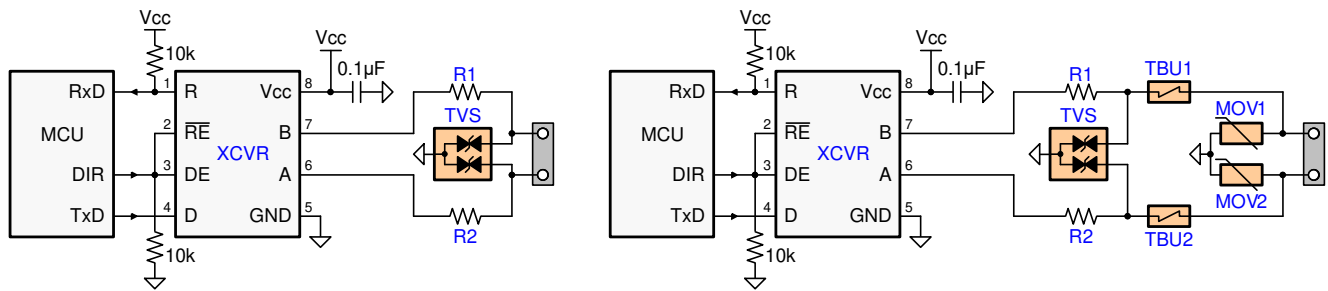 Vcc
10k
Vcc
0.1µF
RxD
1
R
Vcc
8
R1
MCU
2
RE
B
7
TVS
XCVR
DIR
3
DE
A
6
TxD
4
D
GND
5
R2
10k
Vcc
10k
Vcc
0.1µF
RxD
1
R
Vcc
8
R1
TBU1
MCU
2
RE
B
7
TVS
MOV1
XCVR
DIR
3
DE
A
6
MOV2
TxD
4
D
GND
5
R2
TBU2
10k